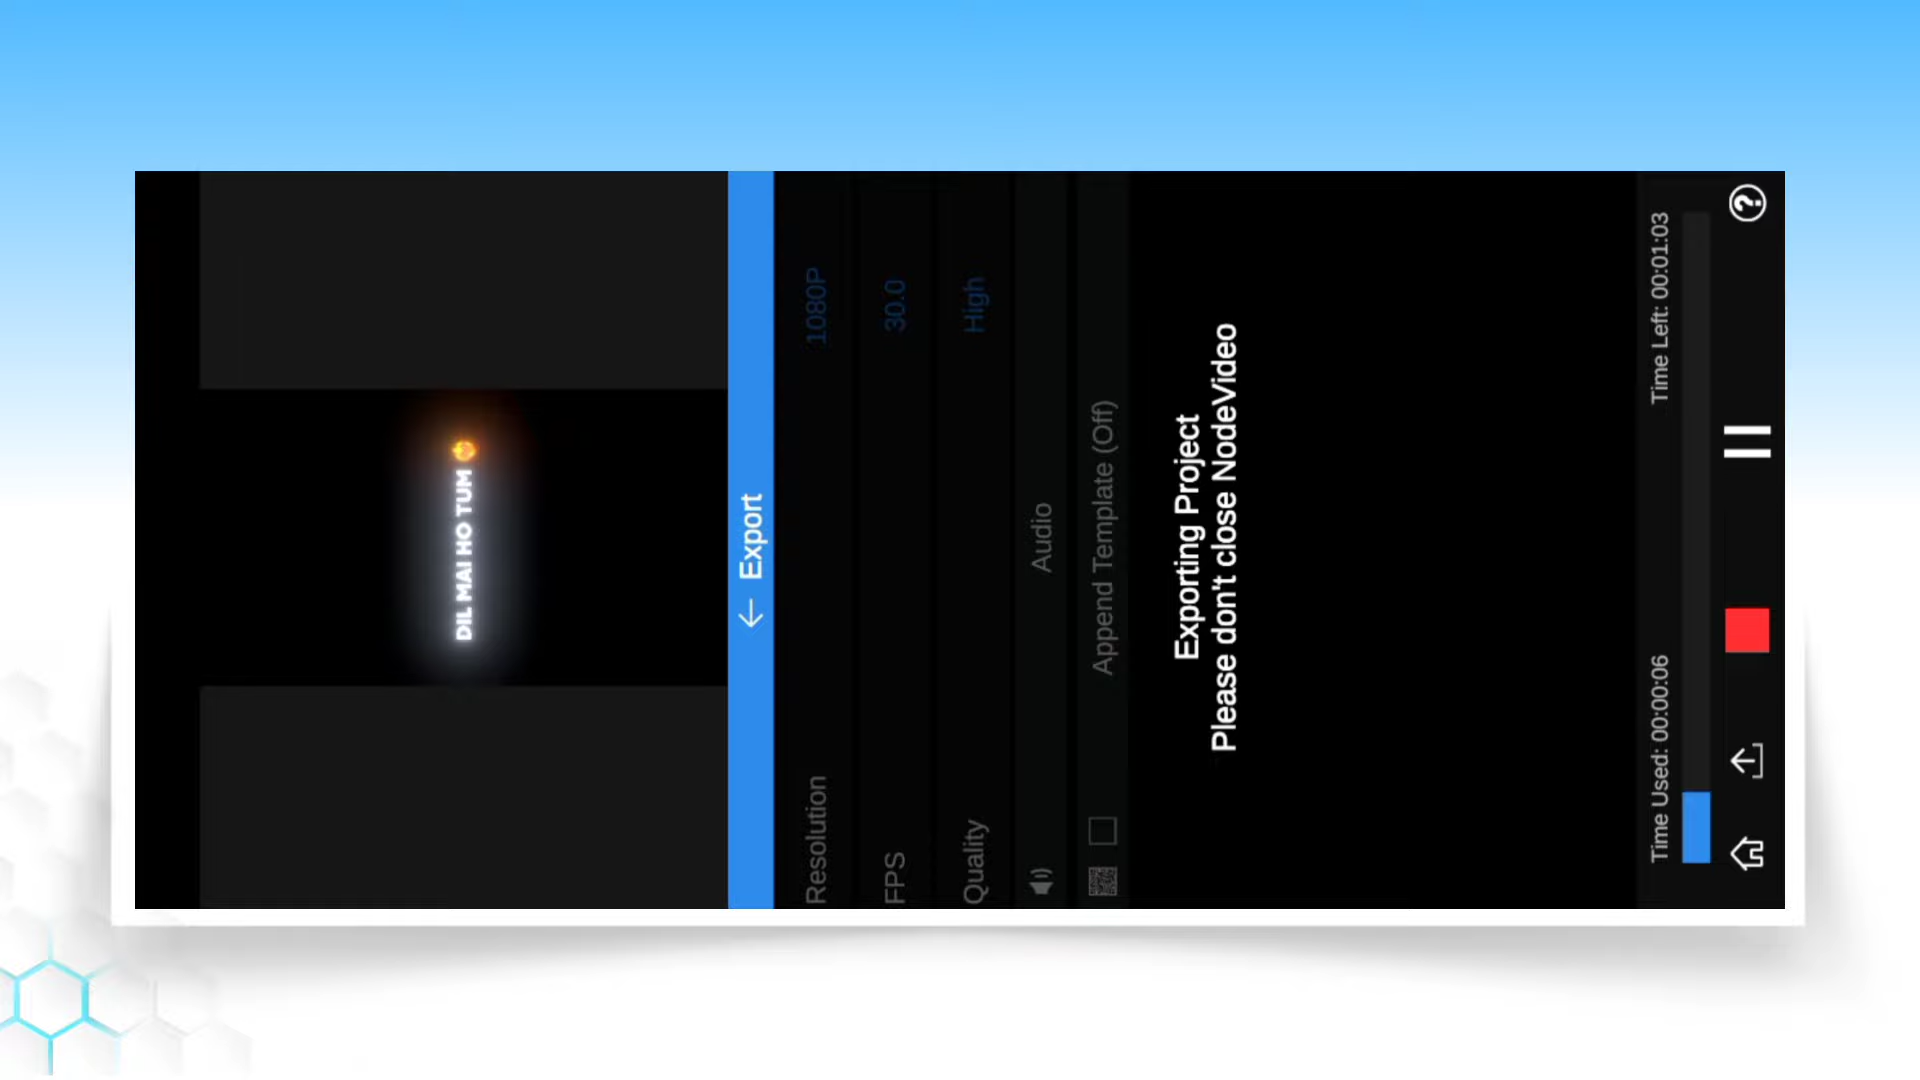 DIL MAI HO TUM
Export
Resolution 1080P
FPS 30.0
Quality High
Audio
Append Template (Off)
Exporting Project
Please don't close NodeVideo
Time Used: 00:00:06 Time Left: 00:01:03